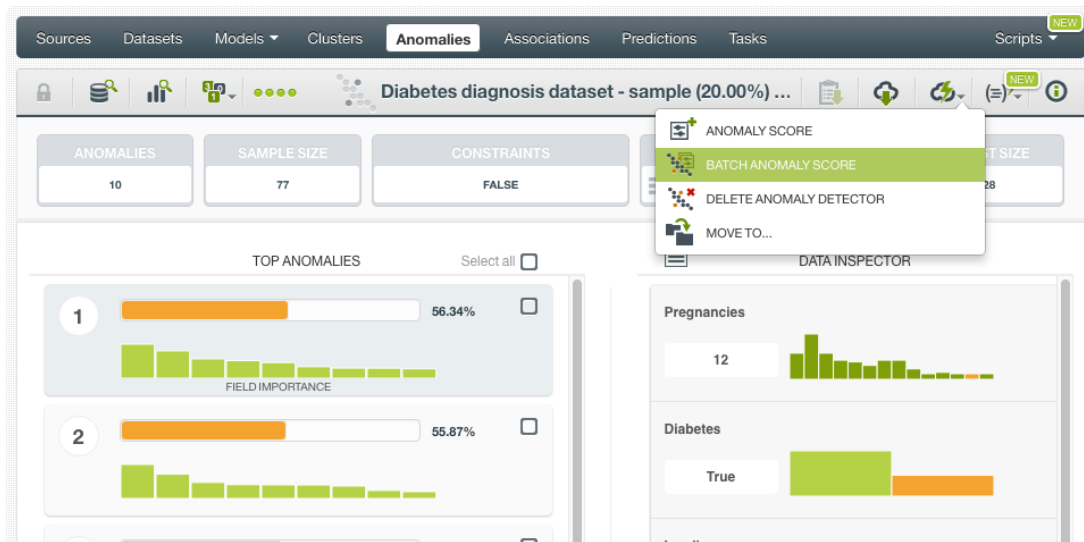 NEW
Sources Datasets Models Clusters Anomalies Associations Predictions Tasks Scripts
NEW
Diabetes diagnosis dataset - sample (20.00%) ...
ANOMALY SCORE
BATCH ANOMALY SCORE
DELETE ANOMALY DETECTOR
MOVE TO...
ANOMALIES SAMPLE SIZE CONSTRAINTS
10 77 FALSE 28
TOP ANOMALIES Select all DATA INSPECTOR
1 56.34%
FIELD IMPORTANCE
2 55.87%
Pregnancies
12
Diabetes
True